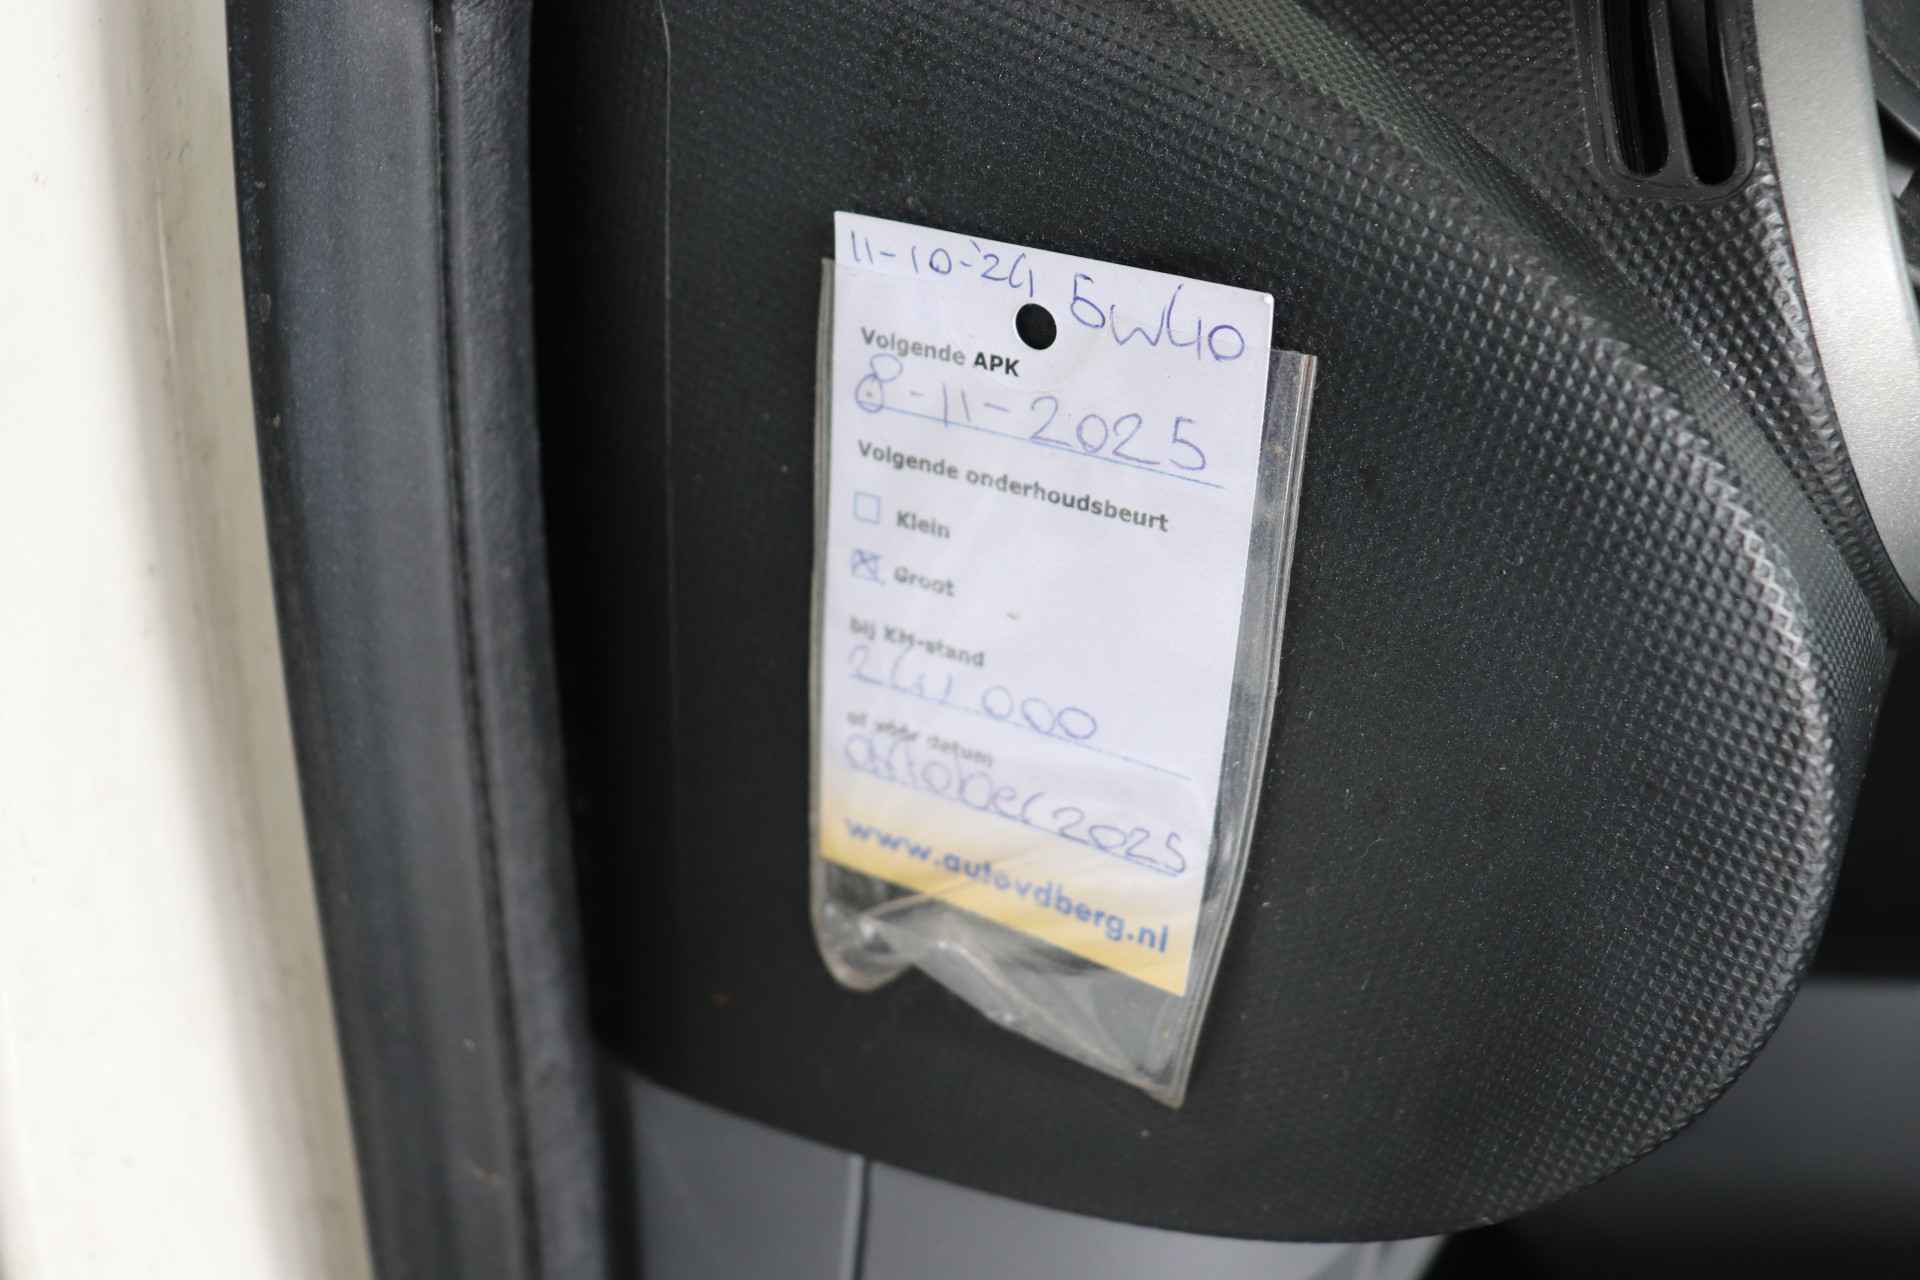 11-10-'24 5w40
Volgende APK
8-11-2025
Volgende onderhoudsbeurt
Klein
Groot
bij KM-stand
241 000
of vóór datum
oktober 2025
www.autovdberg.nl